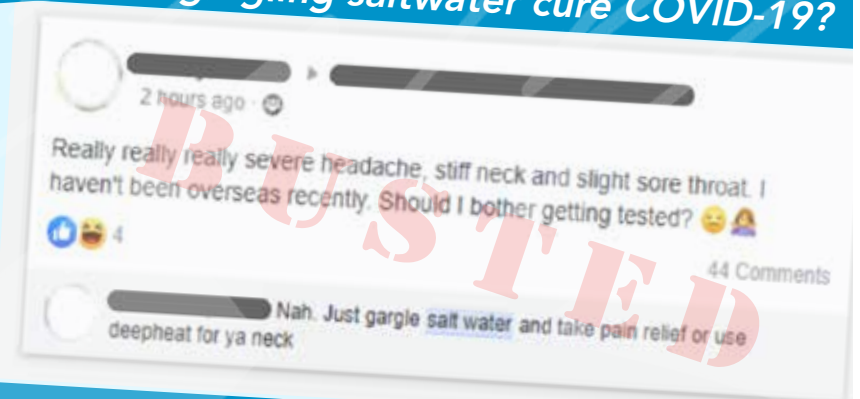 gling saltwater cure COVID-19?
2 hours ago
Really really really severe headache, stiff neck and slight sore throat. I
haven't been overseas recently. Should I bother getting tested? 😕🤦‍♀️
4
44 Comments
Nah. Just gargle salt water and take pain relief or use
deepheat for ya neck
BUSTED